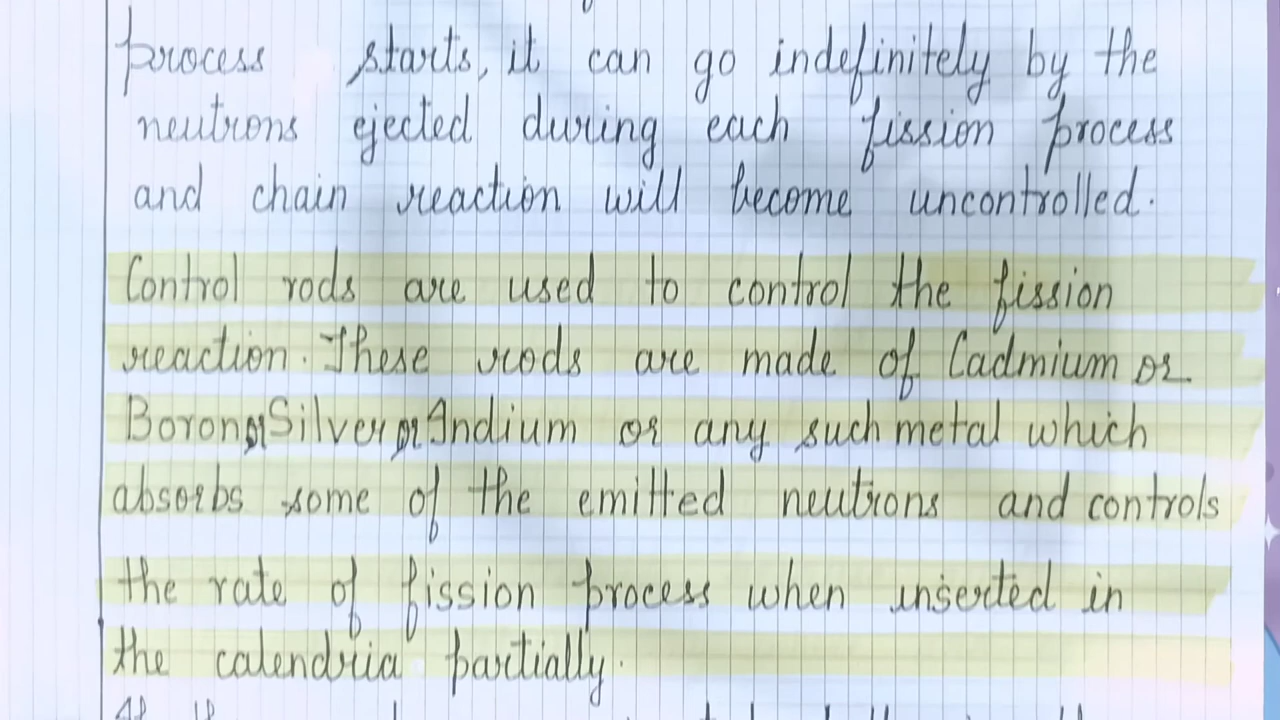 process starts, it can go indefinitely by the
neutrons ejected during each fission process
and chain reaction will become uncontrolled.
Control rods are used to control the fission
reaction. These rods are made of Cadmium or
Boron or Silver or Indium or any such metal which
absorbs some of the emitted neutrons and controls
the rate of fission process when inserted in
the calendria partially.